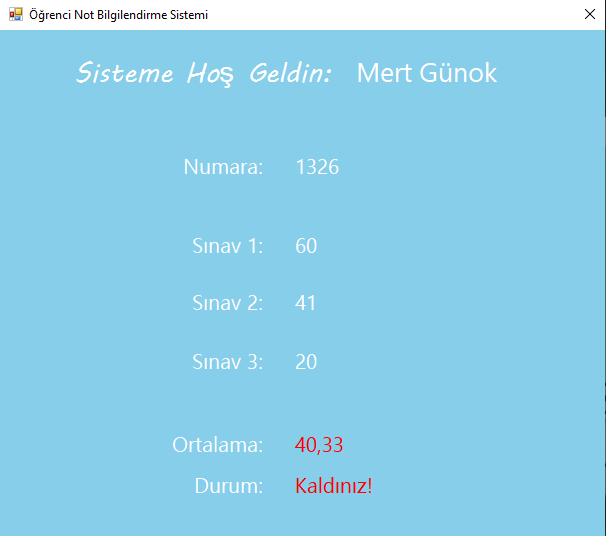 Öğrenci Not Bilgilendirme Sistemi
Sisteme Hoş Geldin: Mert Günok
Numara: 1326
Sınav 1: 60
Sınav 2: 41
Sınav 3: 20
Ortalama: 40,33
Durum: Kaldınız!